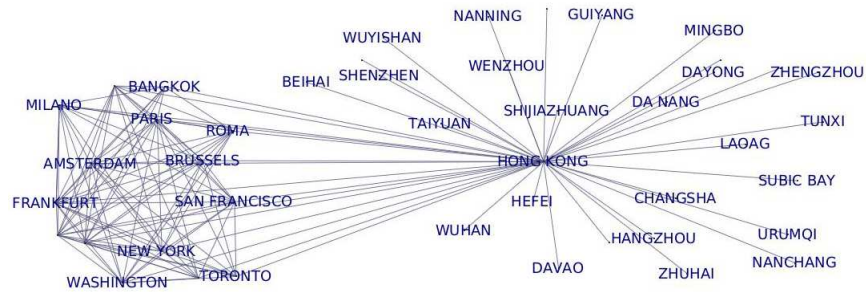 NANNING
GUIYANG
WUYISHAN
MINGBO
WENZHOU
BEIHAI
SHENZHEN
DAYONG
ZHENGZHOU
BANGKOK
MILANO
PARIS
ROMA
TAIYUAN
SHIJIAZHUANG
DA NANG
TUNXI
LAOAG
AMSTERDAM
BRUSSELS
HONG KONG
SUBIC BAY
FRANKFURT
SAN FRANCISCO
HEFEI
CHANGSHA
WUHAN
HANGZHOU
URUMQI
NEW YORK
WASHINGTON
TORONTO
DAVAO
ZHUHAI
NANCHANG